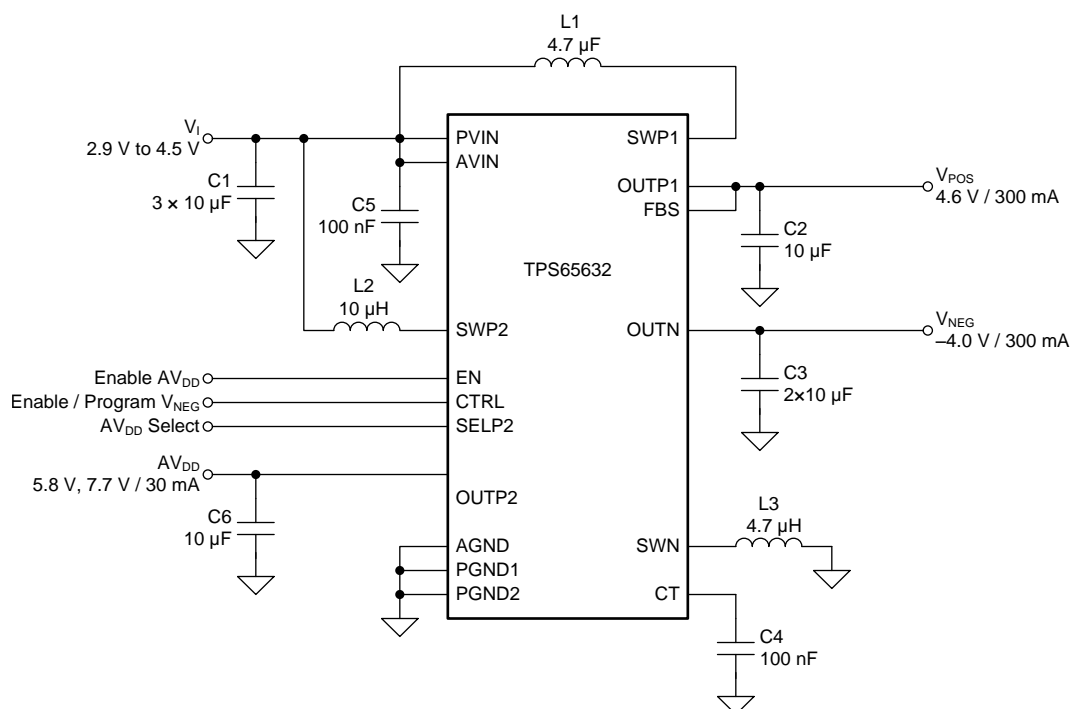 L1
4.7 µF
V_I
2.9 V to 4.5 V
C1
3 × 10 µF
C5
100 nF
L2
10 µH
PVIN
AVIN
SWP1
OUTP1
FBS
V_POS
4.6 V / 300 mA
C2
10 µF
TPS65632
SWP2
OUTN
V_NEG
–4.0 V / 300 mA
C3
2×10 µF
Enable AV_DD
EN
Enable / Program V_NEG
CTRL
AV_DD Select
SELP2
AV_DD
5.8 V, 7.7 V / 30 mA
OUTP2
C6
10 µF
L3
4.7 µH
AGND
SWN
PGND1
PGND2
CT
C4
100 nF